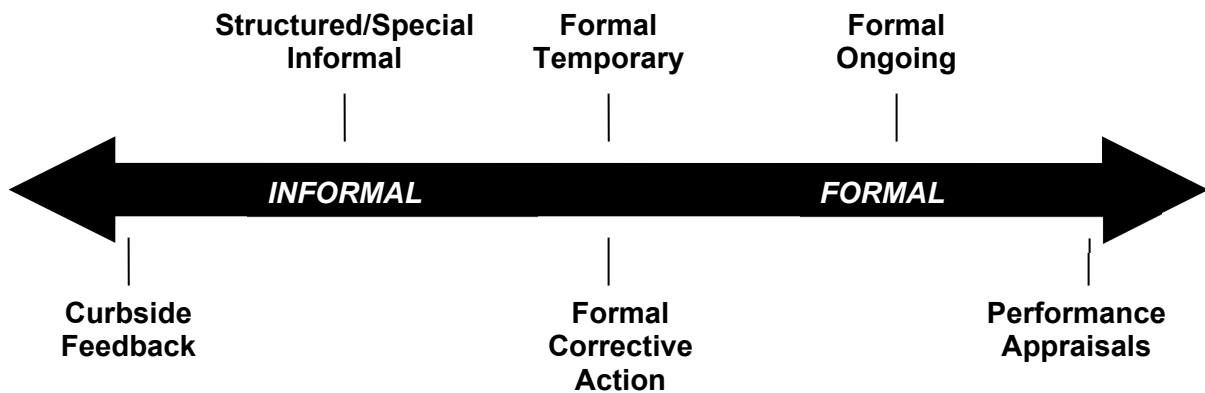 Structured/Special
Informal
Formal
Temporary
Formal
Ongoing
INFORMAL
FORMAL
Curbside
Feedback
Formal
Corrective
Action
Performance
Appraisals